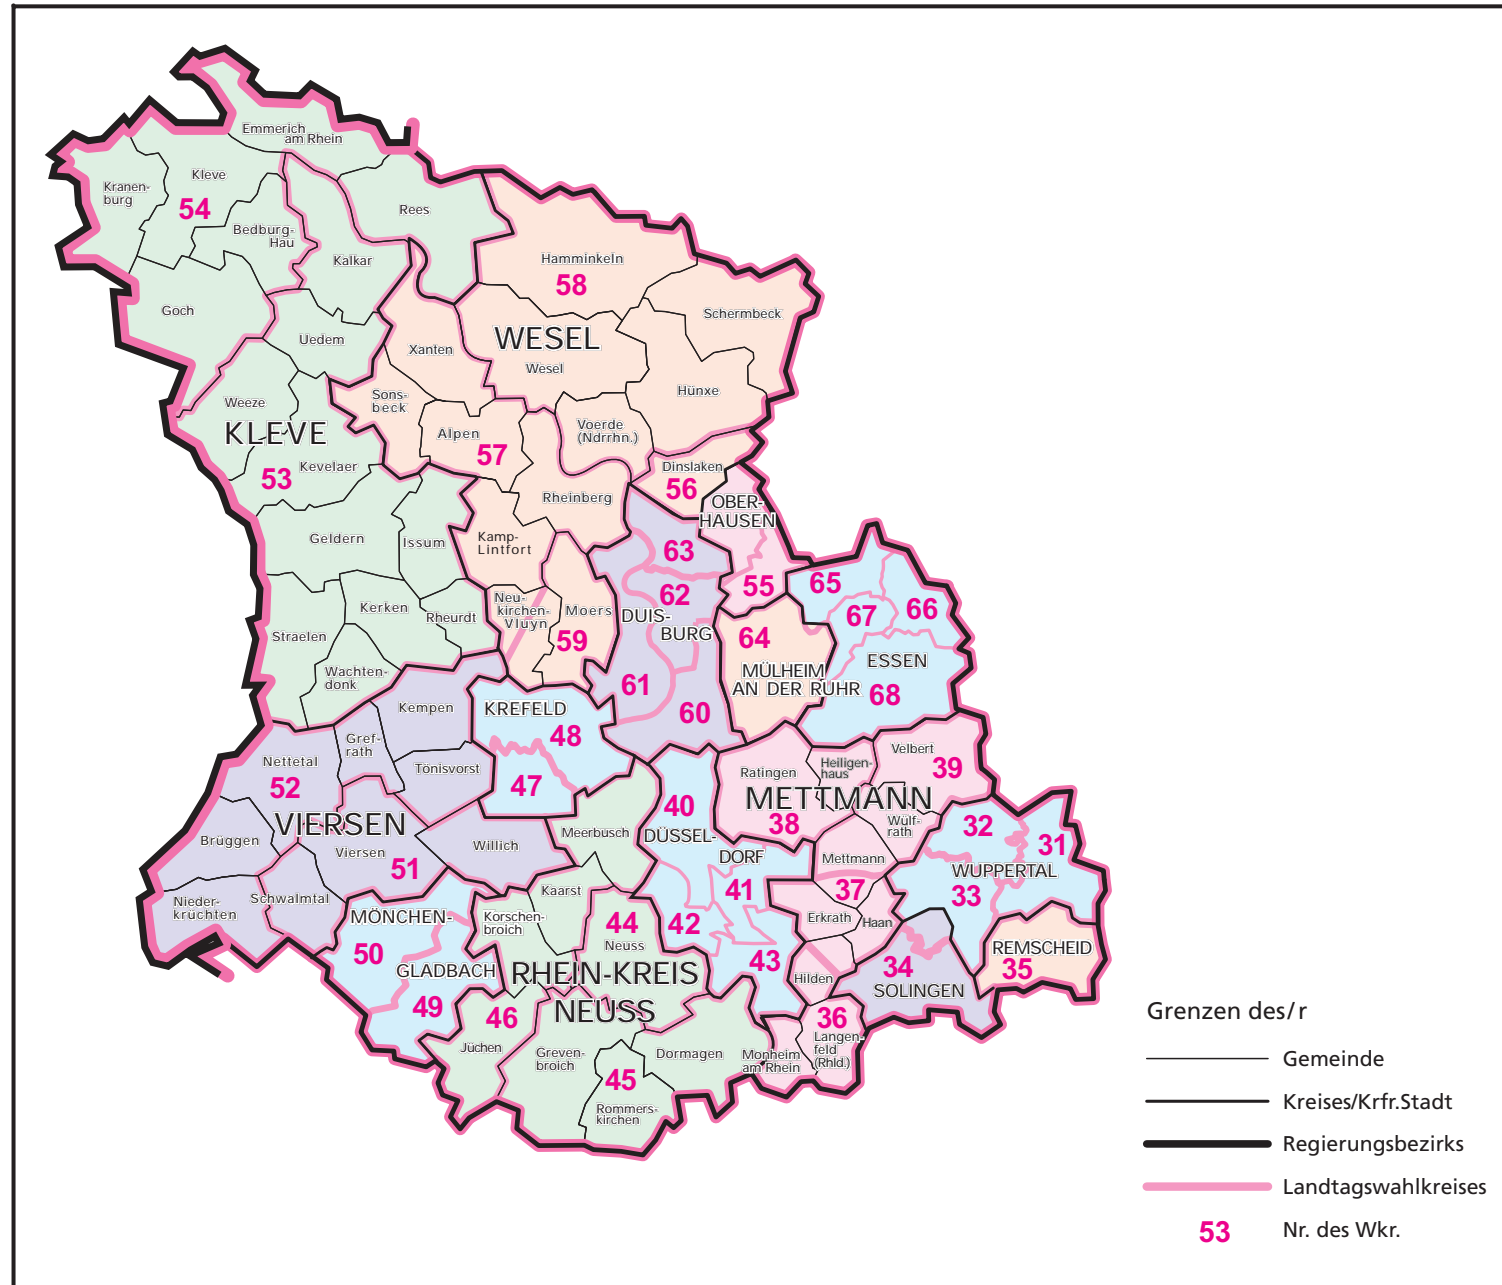 Emmerich
am Rhein
Kleve
Kranen-
burg
54
Rees
Bedburg-
Hau
Kalkar
Hamminkeln
58
Goch
Schermbeck
Uedem
WESEL
Xanten
Wesel
Sons-
beck
Hünxe
Weeze
KLEVE
Alpen
57
Voerde
(Ndrrhn.)
Kevelaer
53
Dinslaken
56
Rheinberg
OBER-
HAUSEN
Geldern
Issum
Kamp-
Lintfort
63
55
65
66
67
62
Kerken
Rheurdt
Neu-
kirchen-
Vluyn
Moers
59
DUIS-
BURG
64
Straelen
Wachten-
donk
MÜLHEIM
AN DER RUHR
ESSEN
68
61
60
Kempen
KREFELD
48
Gref-
rath
Nettetal
52
Tönisvorst
47
Ratingen
Heiligen-
haus
Velbert
39
METTMANN
38
40
VIERSEN
Brüggen
Viersen
51
Willich
Meerbusch
DÜSSEL-
DORF
Wülf-
rath
32
31
Mettmann
WUPPERTAL
33
Nieder-
krüchten
Schwalmtal
MÖNCHEN-
Kaarst
41
37
Korschen-
broich
44
Neuss
42
Erkrath
Haan
50
GLADBACH
49
RHEIN-KREIS
NEUSS
43
Hilden
34
SOLINGEN
REMSCHEID
35
46
Jüchen
36
Langen-
feld
(Rhld.)
Greven-
broich
Dormagen
Monheim
am Rhein
45
Rommers-
kirchen
Grenzen des/r
Gemeinde
Kreises/Krfr.Stadt
Regierungsbezirks
Landtagswahlkreises
53 Nr. des Wkr.